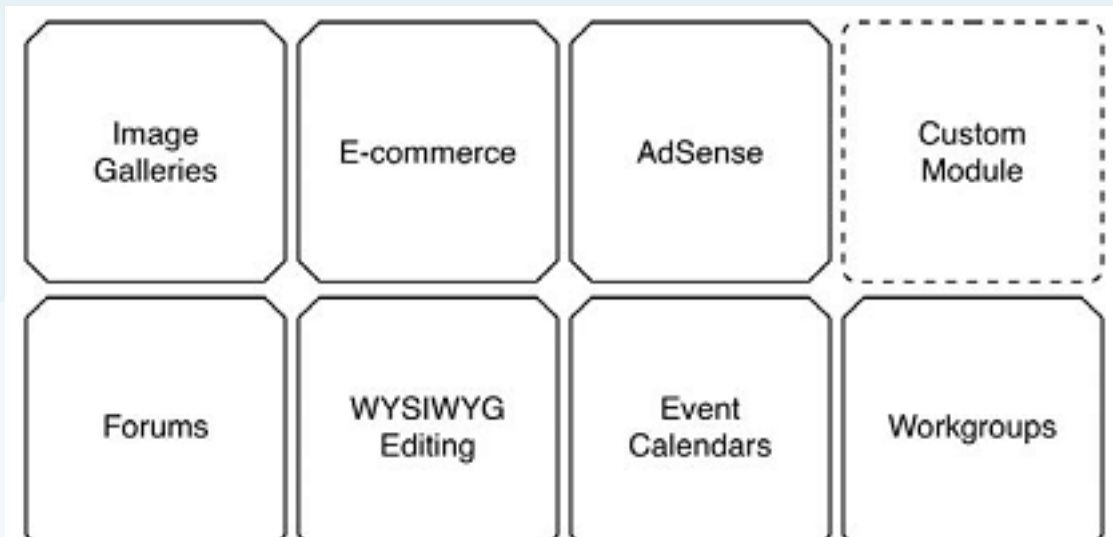 Image
Galleries
E-commerce
AdSense
Custom
Module
Forums
WYSIWYG
Editing
Event
Calendars
Workgroups